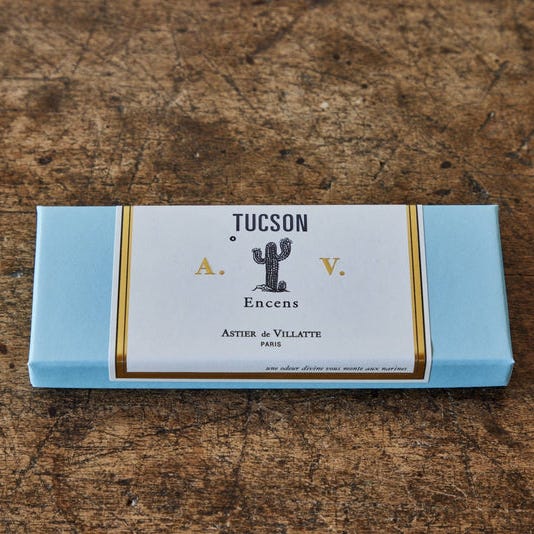 TUCSON
A. V.
Encens
ASTIER de VILLATTE
PARIS
une odeur divine vous monte aux narines